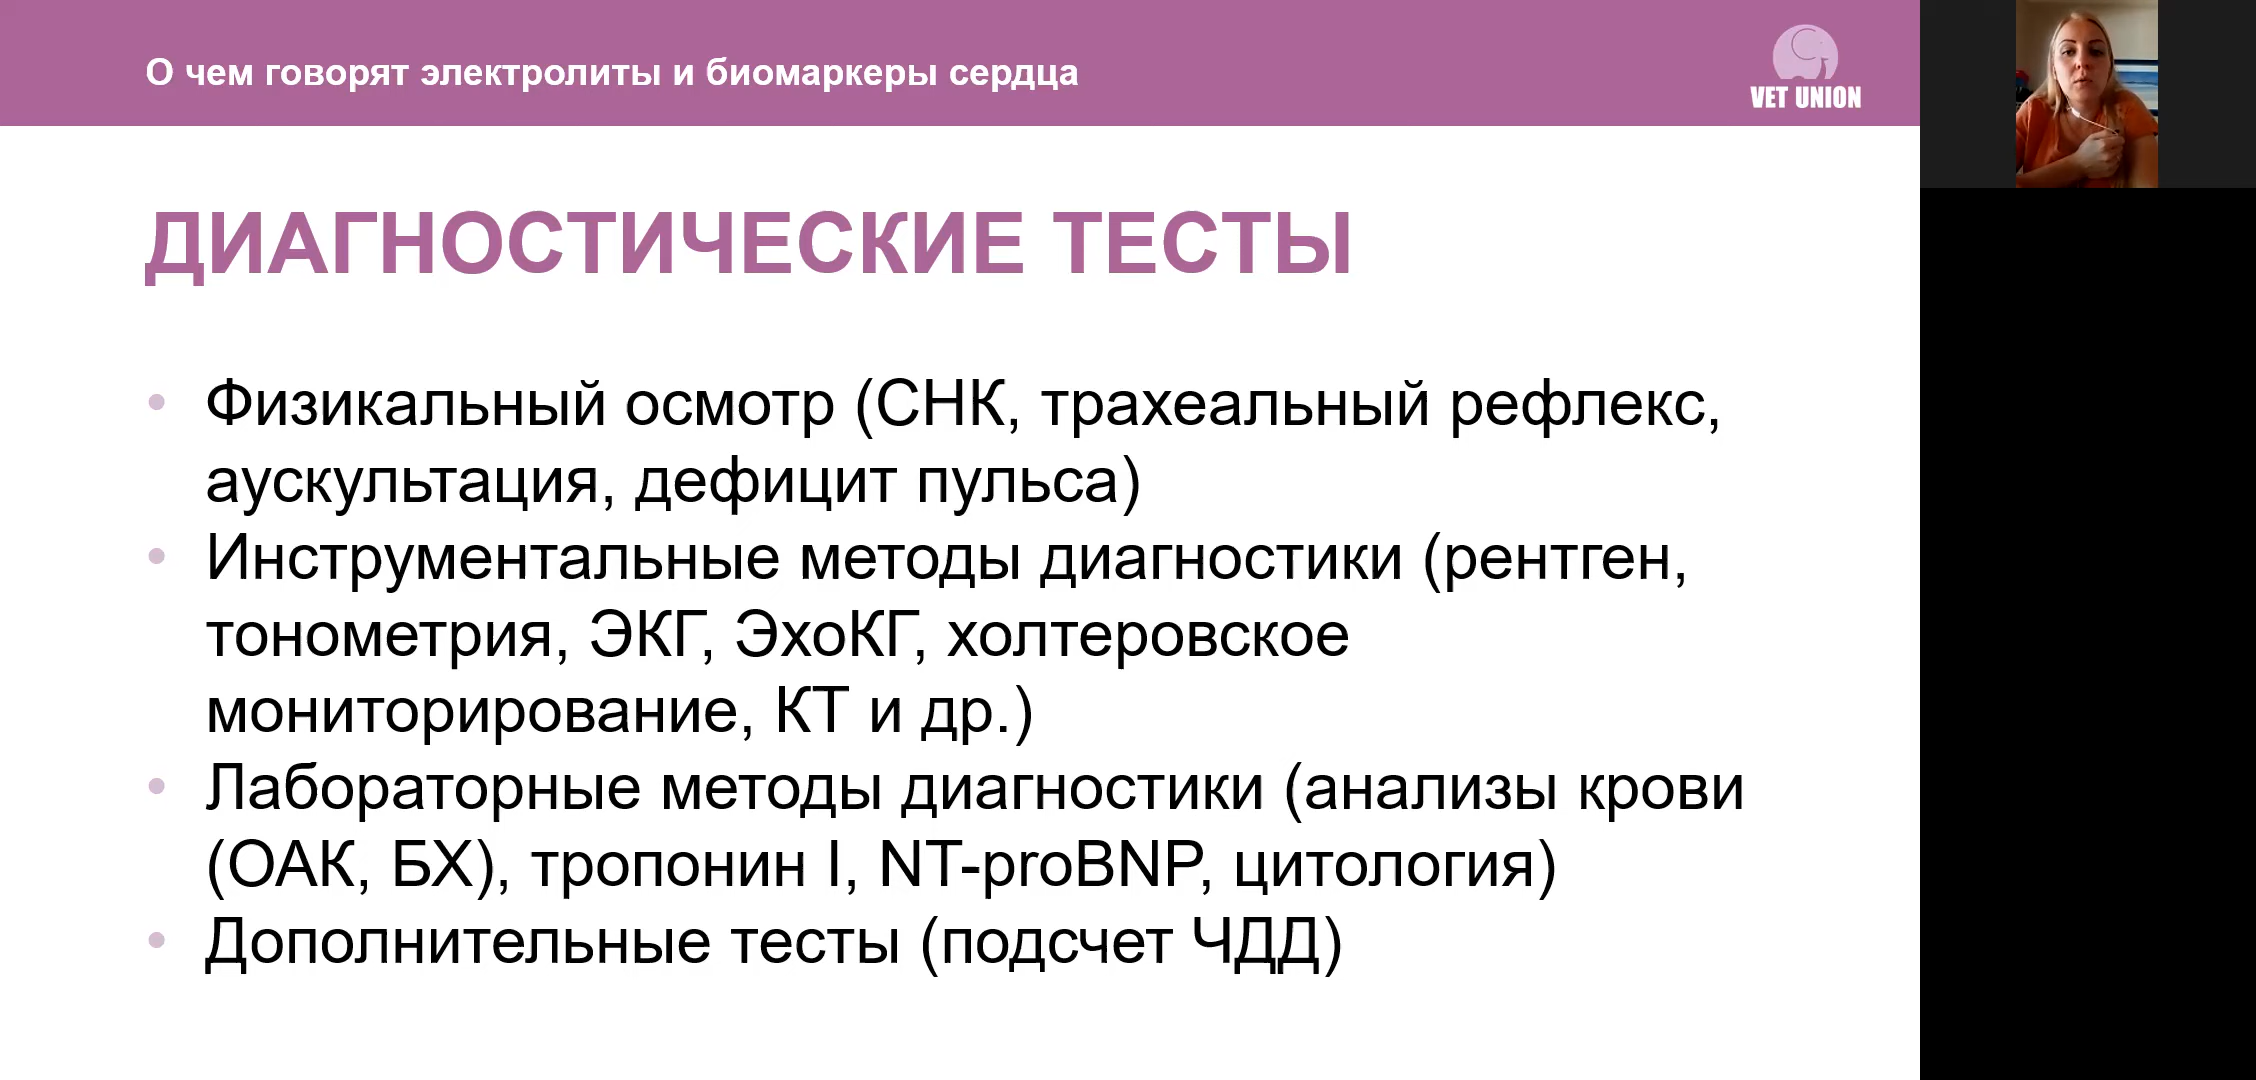 О чем говорят электролиты и биомаркеры сердца
VET UNION
ДИАГНОСТИЧЕСКИЕ ТЕСТЫ
• Физикальный осмотр (СНК, трахеальный рефлекс,
аускультация, дефицит пульса)
• Инструментальные методы диагностики (рентген,
тонометрия, ЭКГ, ЭхоКГ, холтеровское
мониторирование, КТ и др.)
• Лабораторные методы диагностики (анализы крови
(ОАК, БХ), тропонин I, NT-proBNP, цитология)
• Дополнительные тесты (подсчет ЧДД)